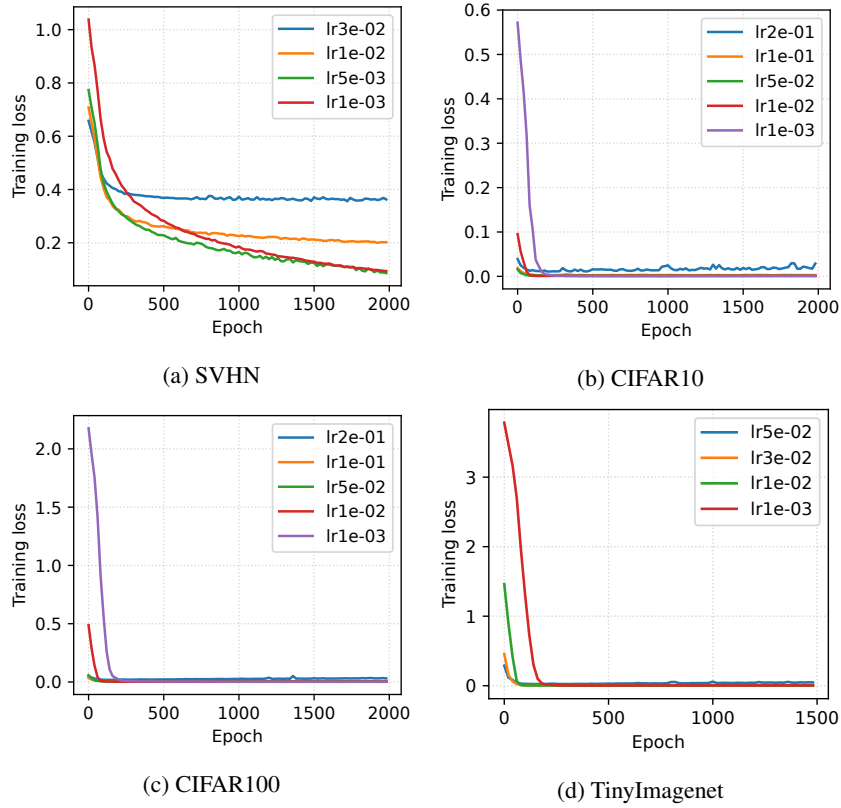 1.0
0.8
0.6
0.4
0.2
Training loss
0
500
1000
1500
2000
Epoch
lr3e-02
lr1e-02
lr5e-03
lr1e-03
(a) SVHN
0.6
0.5
0.4
0.3
0.2
0.1
0.0
Training loss
0
500
1000
1500
2000
Epoch
lr2e-01
lr1e-01
lr5e-02
lr1e-02
lr1e-03
(b) CIFAR10
2.0
1.5
1.0
0.5
0.0
Training loss
0
500
1000
1500
2000
Epoch
lr2e-01
lr1e-01
lr5e-02
lr1e-02
lr1e-03
(c) CIFAR100
3
2
1
0
Training loss
0
500
1000
1500
Epoch
lr5e-02
lr3e-02
lr1e-02
lr1e-03
(d) TinyImagenet